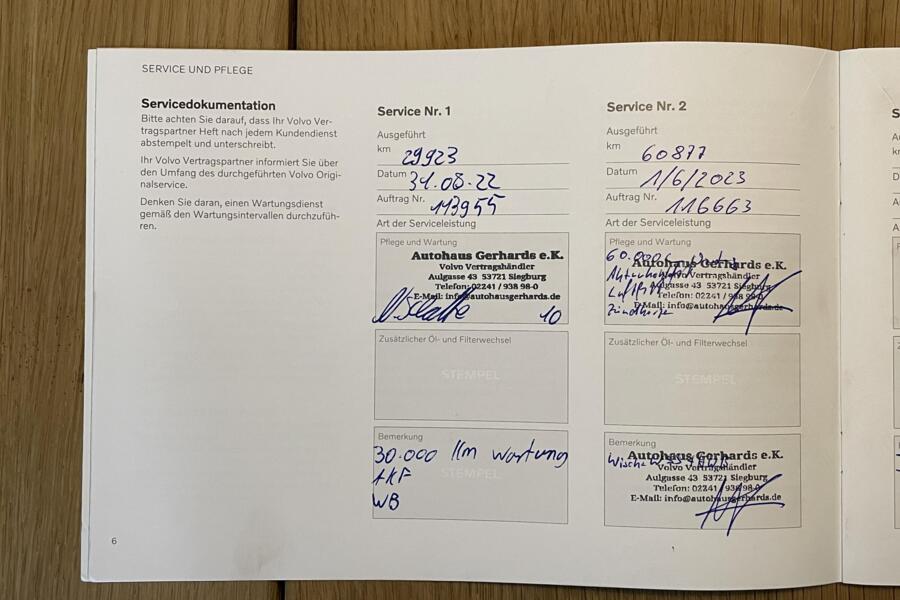 SERVICE UND PFLEGE
Servicedokumentation
Bitte achten Sie darauf, dass Ihr Volvo Ver-
tragspartner Heft nach jedem Kundendienst
abstempelt und unterschreibt.
Ihr Volvo Vertragspartner informiert Sie über
den Umfang des durchgeführten Volvo Origi-
nalservice.
Denken Sie daran, einen Wartungsdienst
gemäß den Wartungsintervallen durchzufüh-
ren.
6
Service Nr. 1
Ausgeführt
km 29923
Datum 31.08.22
Auftrag Nr. 113955
Art der Serviceleistung
Pflege und Wartung
Autohaus Gerhards e.K.
Volvo Vertragshändler
Aulgasse 43 53721 Siegburg
Telefon: 02241 / 938 98-0
E-Mail: info@autohausgerhards.de
10
Zusätzlicher Öl- und Filterwechsel
STEMPEL
Bemerkung
30.000 Km Wartung
STEMPEL
AKF
WB
Service Nr. 2
Ausgeführt
km 60877
Datum 1/6/2023
Auftrag Nr. 116663
Art der Serviceleistung
Pflege und Wartung
60.000
Autohaus Gerhards e.K.
Volvo Vertragshändler
Aulgasse 43 53721 Siegburg
Telefon: 02241 / 938 98-0
E-Mail: info@autohausgerhards.de
Zusätzlicher Öl- und Filterwechsel
STEMPEL
Bemerkung
Autohaus Gerhards e.K.
Volvo Vertragshändler
Aulgasse 43 53721 Siegburg
Telefon: 02241 / 938 98-0
E-Mail: info@autohausgerhards.de